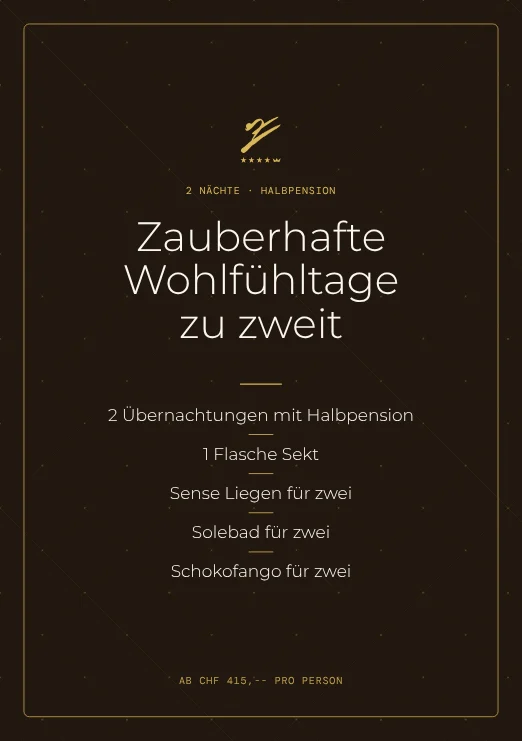 2 NÄCHTE · HALBPENSION
Zauberhafte
Wohlfühltage
zu zweit
2 Übernachtungen mit Halbpension
1 Flasche Sekt
Sense Liegen für zwei
Solebad für zwei
Schokofango für zwei
AB CHF 415,-- PRO PERSON